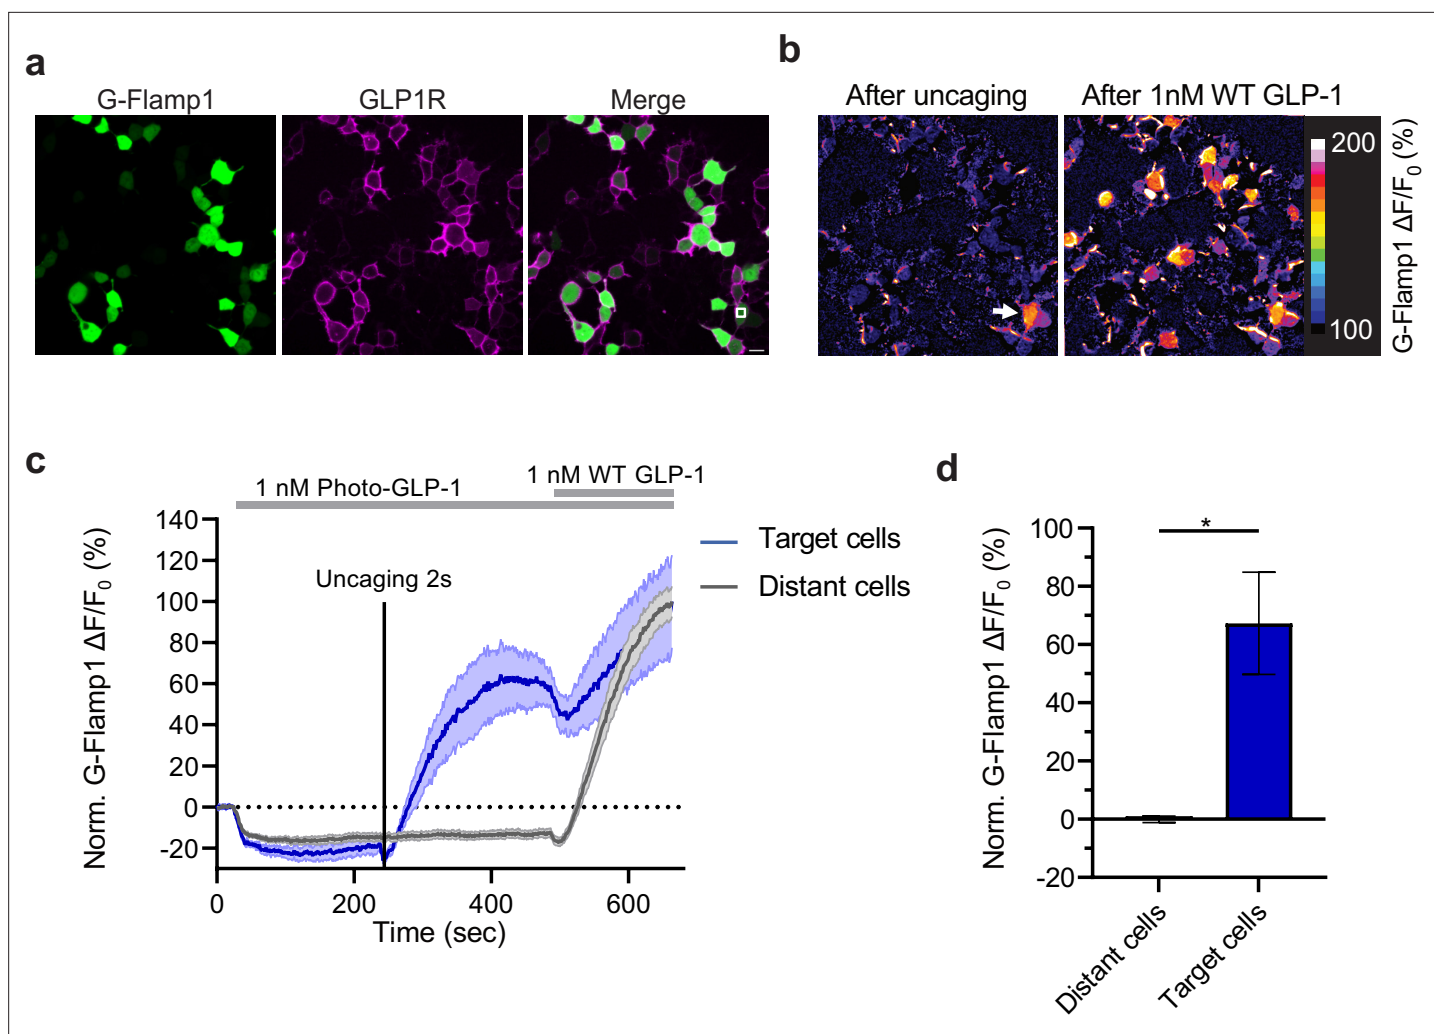 a
G-Flamp1 GLP1R Merge
b
After uncaging After 1nM WT GLP-1
200
100
G-Flamp1 ΔF/F0 (%)
c
1 nM WT GLP-1
1 nM Photo-GLP-1
Uncaging 2s
Target cells
Distant cells
Norm. G-Flamp1 ΔF/F0 (%)
140
120
100
80
60
40
20
0
-20
0 200 400 600
Time (sec)
d
*
Norm. G-Flamp1 ΔF/F0 (%)
100
80
60
40
20
0
-20
Distant cells
Target cells